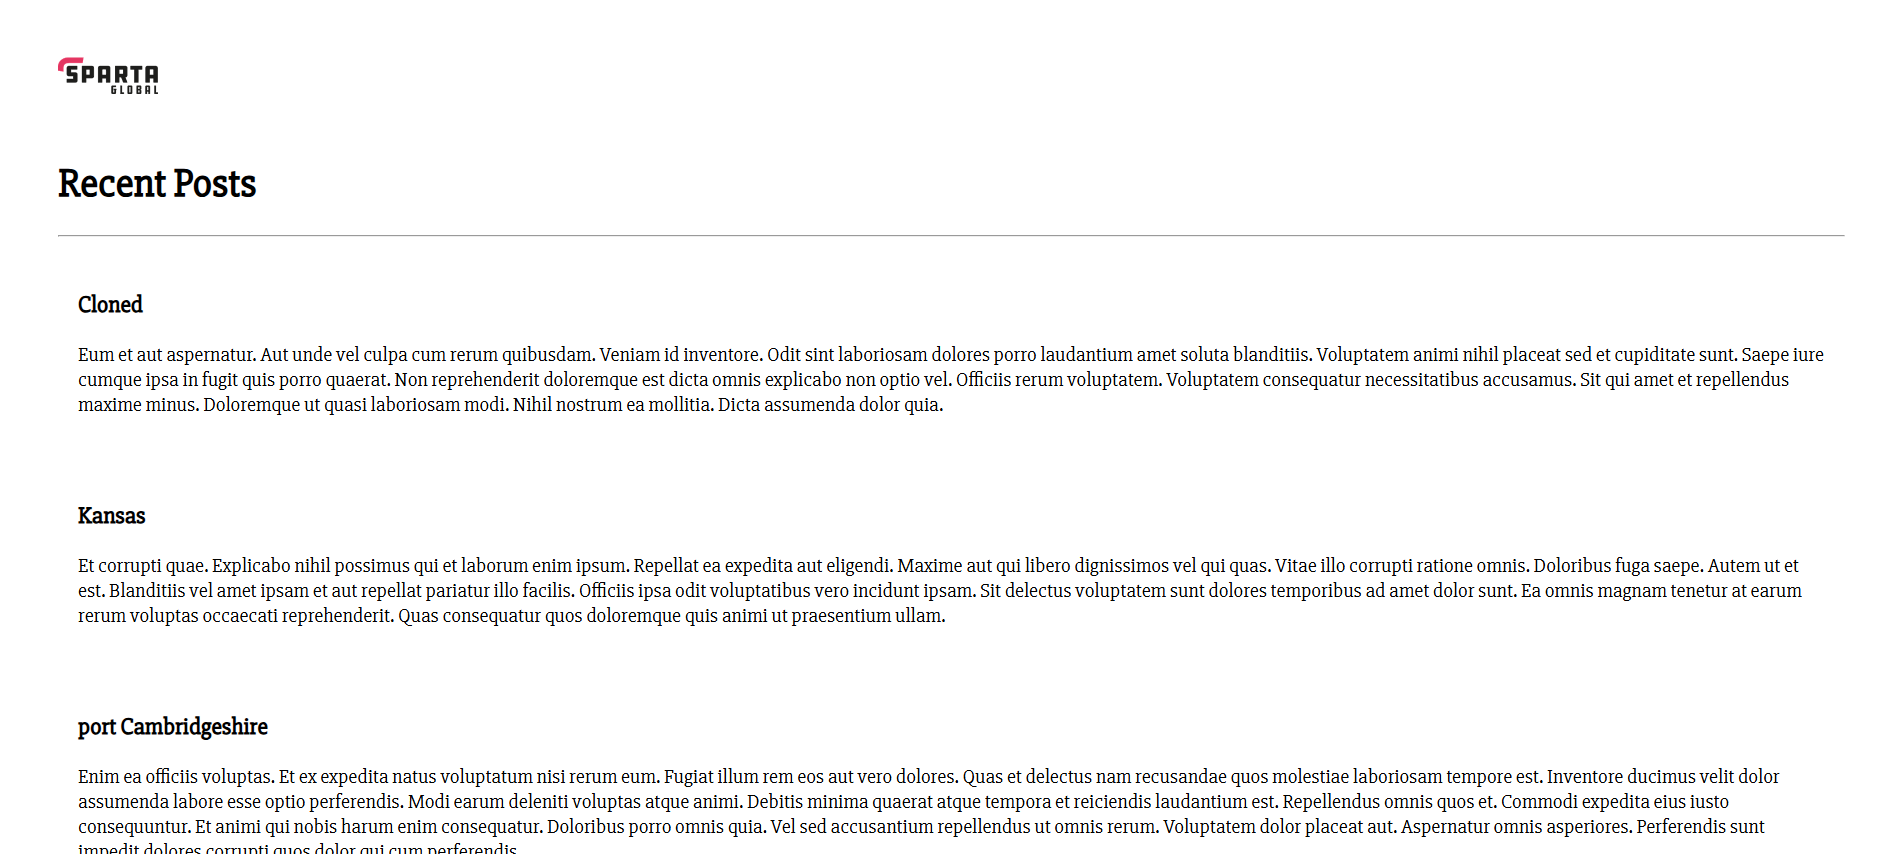 SPARTA
GLOBAL
Recent Posts
Cloned
Eum et aut aspernatur. Aut unde vel culpa cum rerum quibusdam. Veniam id inventore. Odit sint laboriosam dolores porro laudantium amet soluta blanditiis. Voluptatem animi nihil placeat sed et cupiditate sunt. Saepe iure
cumque ipsa in fugit quis porro quaerat. Non reprehenderit doloremque est dicta omnis explicabo non optio vel. Officiis rerum voluptatem. Voluptatem consequatur necessitatibus accusamus. Sit qui amet et repellendus
maxime minus. Doloremque ut quasi laboriosam modi. Nihil nostrum ea mollitia. Dicta assumenda dolor quia.
Kansas
Et corrupti quae. Explicabo nihil possimus qui et laborum enim ipsum. Repellat ea expedita aut eligendi. Maxime aut qui libero dignissimos vel qui quas. Vitae illo corrupti ratione omnis. Doloribus fuga saepe. Autem ut et
est. Blanditiis vel amet ipsam et aut repellat pariatur illo facilis. Officiis ipsa odit voluptatibus vero incidunt ipsam. Sit delectus voluptatem sunt dolores temporibus ad amet dolor sunt. Ea omnis magnam tenetur at earum
rerum voluptas occaecati reprehenderit. Quas consequatur quos doloremque quis animi ut praesentium ullam.
port Cambridgeshire
Enim ea officiis voluptas. Et ex expedita natus voluptatum nisi rerum eum. Fugiat illum rem eos aut vero dolores. Quas et delectus nam recusandae quos molestiae laboriosam tempore est. Inventore ducimus velit dolor
assumenda labore esse optio perferendis. Modi earum deleniti voluptas atque animi. Debitis minima quaerat atque tempora et reiciendis laudantium est. Repellendus omnis quos et. Commodi expedita eius iusto
consequuntur. Et animi qui nobis harum enim consequatur. Doloribus porro omnis quia. Vel sed accusantium repellendus ut omnis rerum. Voluptatem dolor placeat aut. Aspernatur omnis asperiores. Perferendis sunt
impedit dolores corrupti quos dolor qui cum perferendis.